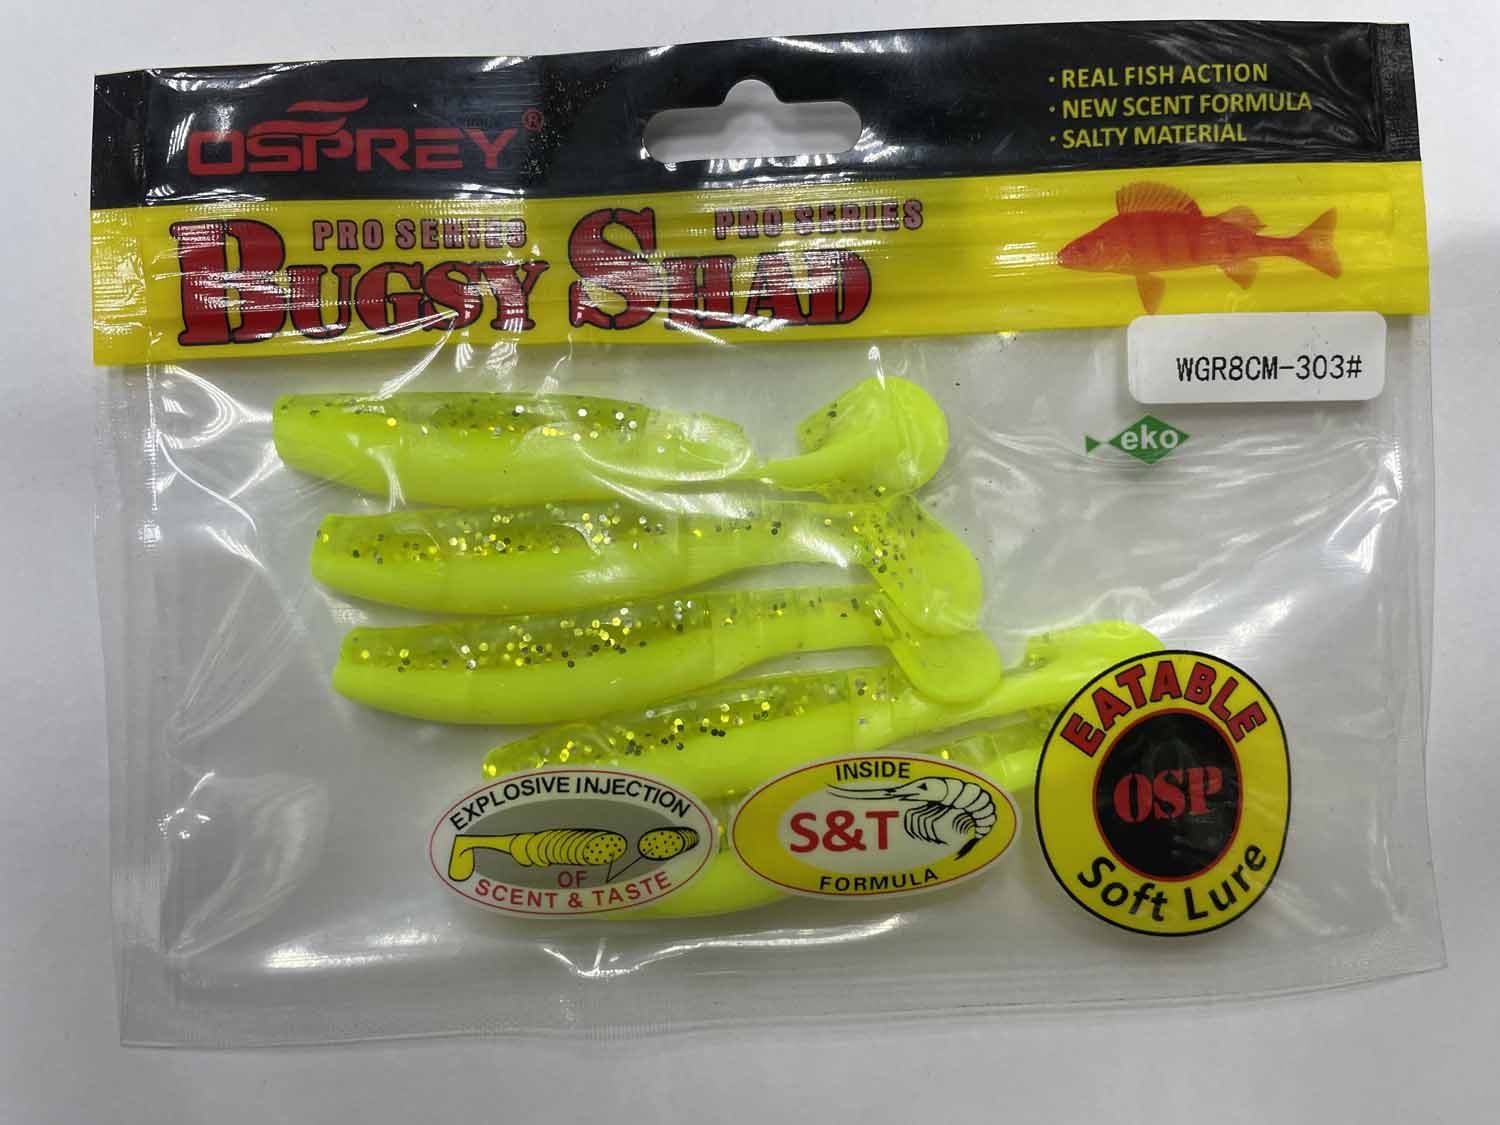 OSPREY®
· REAL FISH ACTION
· NEW SCENT FORMULA
· SALTY MATERIAL
PRO SERIES PRO SERIES
BUGSY SHAD
WGR8CM-303#
eko
EXPLOSIVE INJECTION
OF
SCENT & TASTE
INSIDE
S&T
FORMULA
EATABLE
OSP
Soft Lure